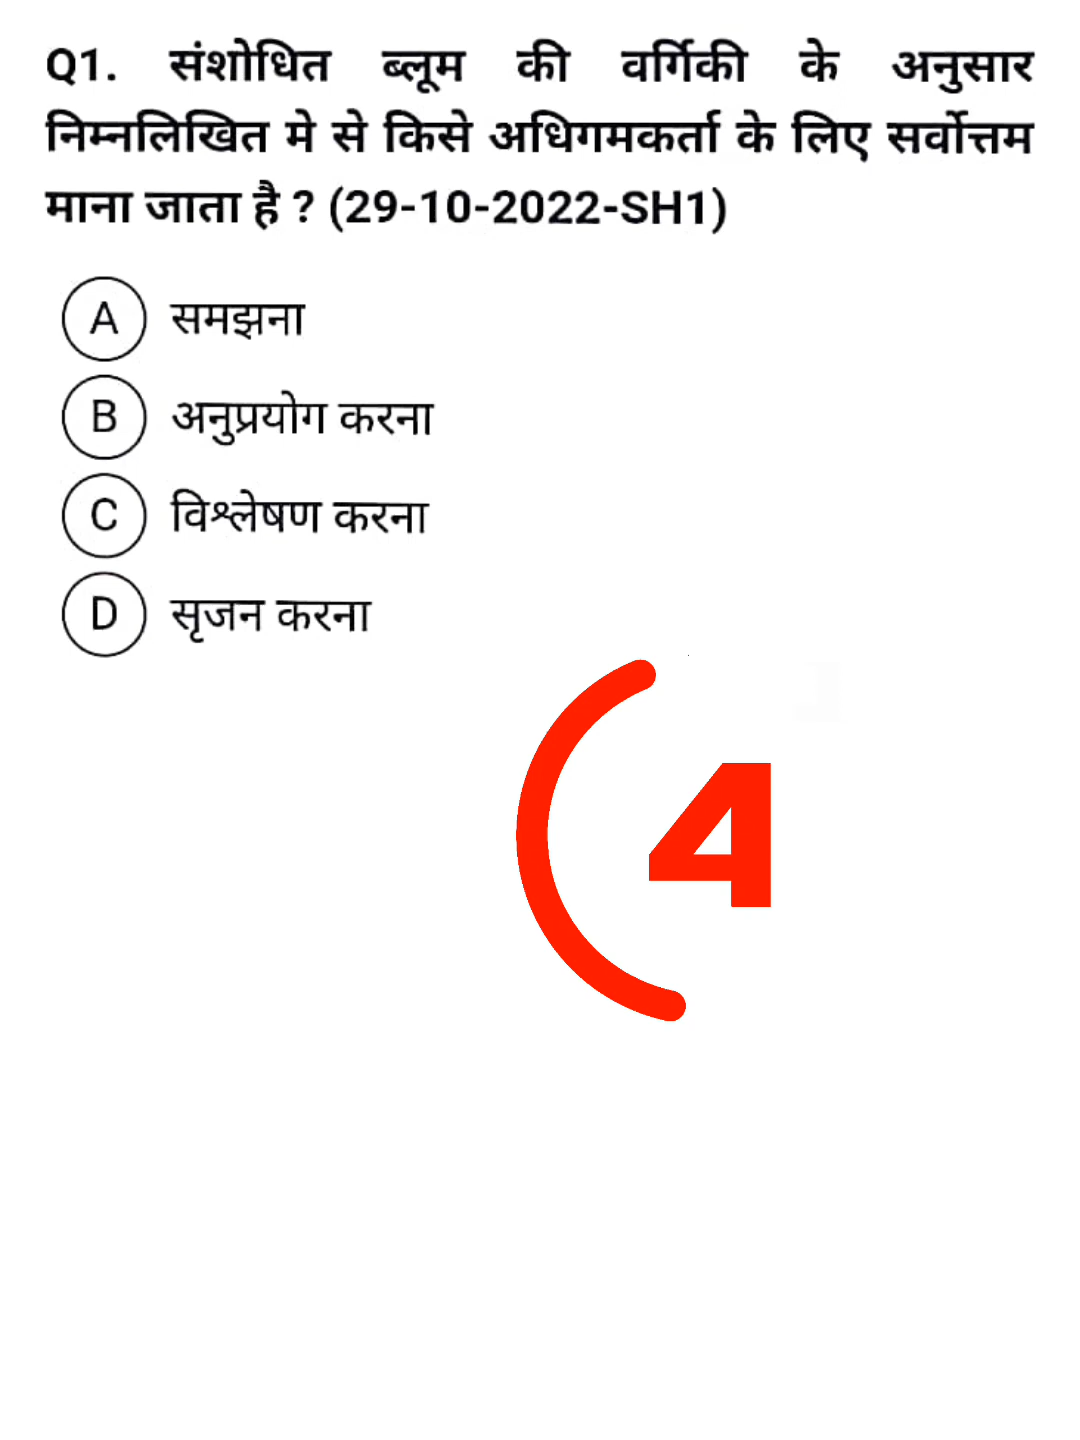 Q1. संशोधित ब्लूम की वर्गिकी के अनुसार
निम्नलिखित मे से किसे अधिगमकर्ता के लिए सर्वोत्तम
माना जाता है ? (29-10-2022-SH1)
A समझना
B अनुप्रयोग करना
C विश्लेषण करना
D सृजन करना
4